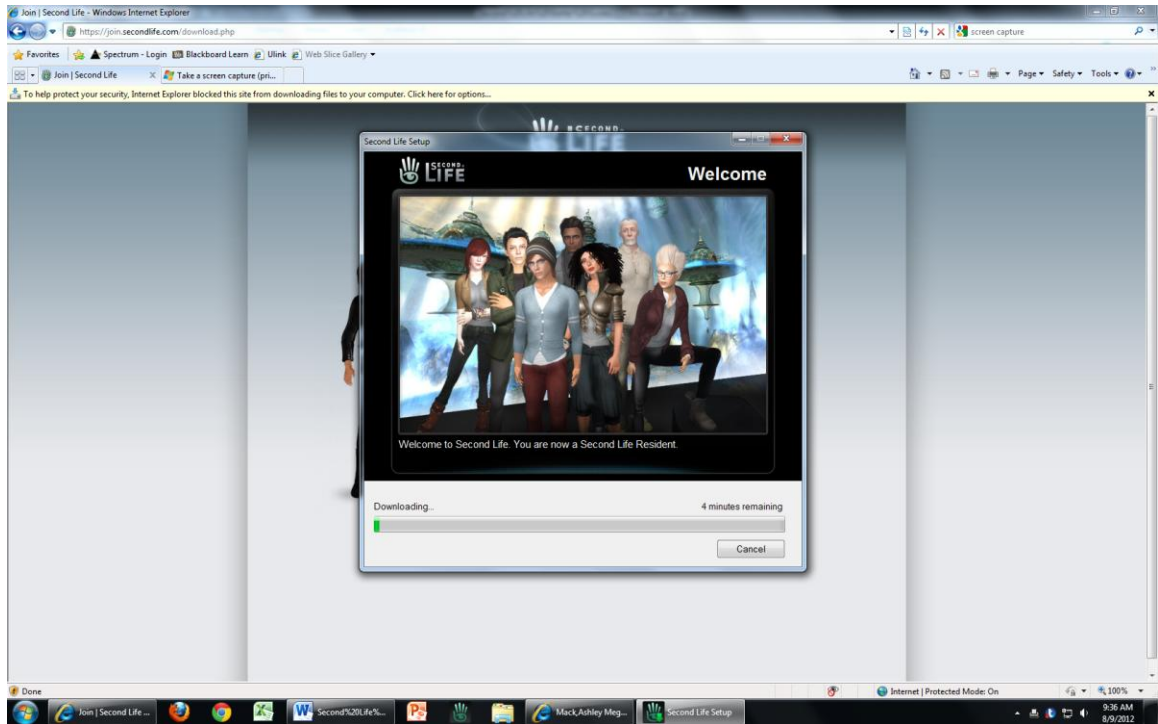 Join | Second Life - Windows Internet Explorer
https://join.secondlife.com/download.php
screen capture
Favorites Spectrum - Login Blackboard Learn Ulink Web Slice Gallery
Join | Second Life X Take a screen capture (pri...
Page Safety Tools
To help protect your security, Internet Explorer blocked this site from downloading files to your computer. Click here for options...
SECOND
LIFE
Second Life Setup
SECOND
LIFE
Welcome
Welcome to Second Life. You are now a Second Life Resident.
Downloading...
4 minutes remaining
Cancel
Done
Internet | Protected Mode: On
100%
Join | Second Life ...
Second%20Life%...
Mack,Ashley Meg...
Second Life Setup
9:36 AM
8/9/2012